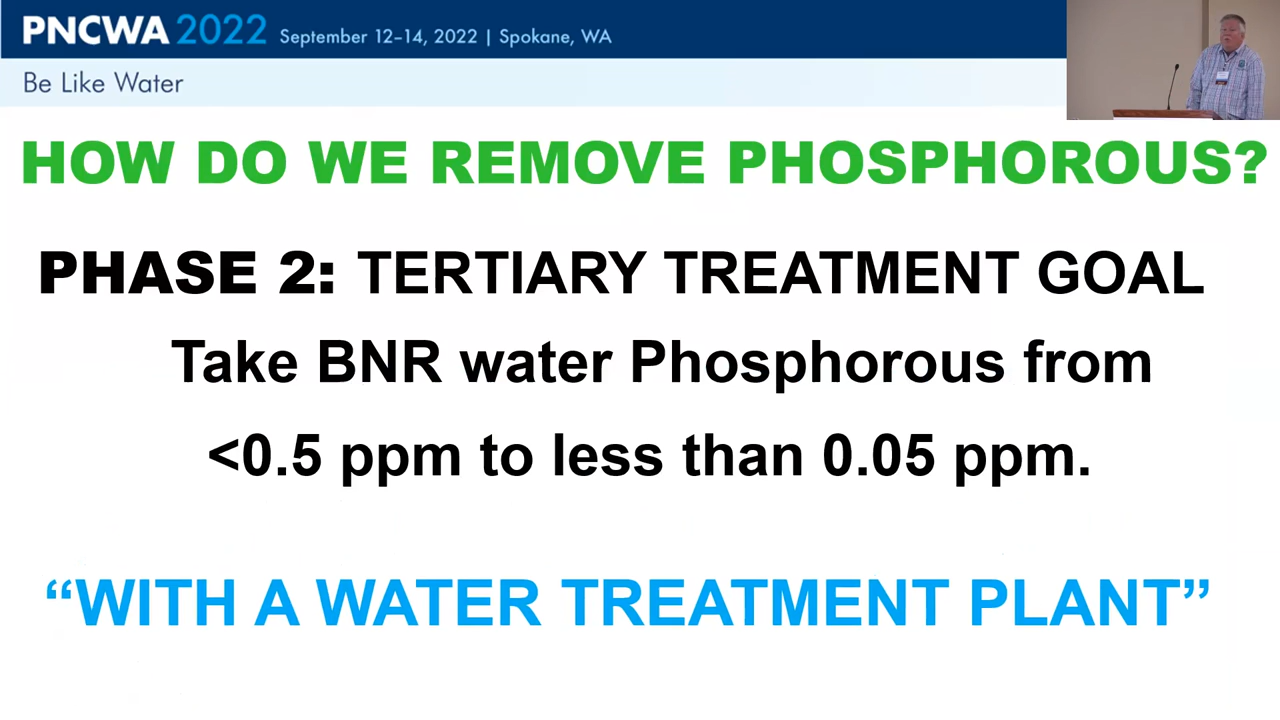 PNCWA 2022 September 12–14, 2022 | Spokane, WA
Be Like Water
HOW DO WE REMOVE PHOSPHOROUS?
PHASE 2: TERTIARY TREATMENT GOAL
Take BNR water Phosphorous from
<0.5 ppm to less than 0.05 ppm.
“WITH A WATER TREATMENT PLANT”